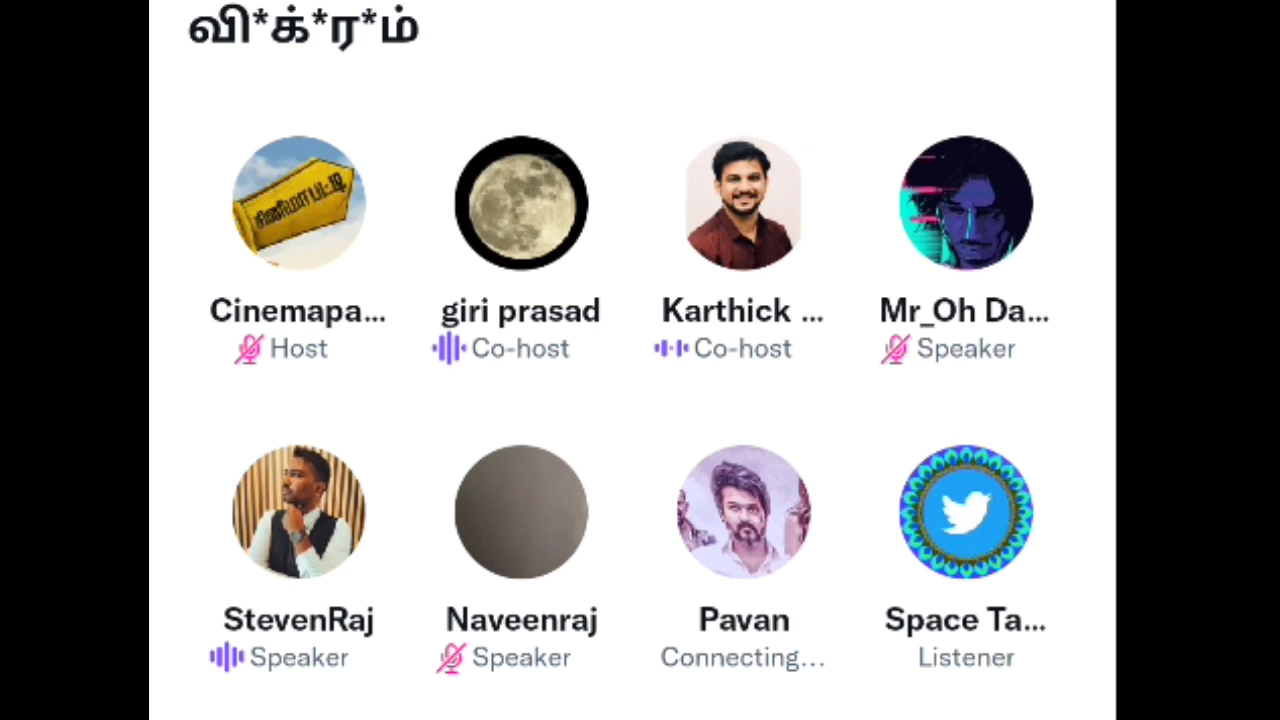 வி*க்*ர*ம்
சினிமாபட்டி
Cinemapa... giri prasad Karthick ... Mr_Oh Da...
Host Co-host Co-host Speaker
StevenRaj Naveenraj Pavan Space Ta...
Speaker Speaker Connecting... Listener